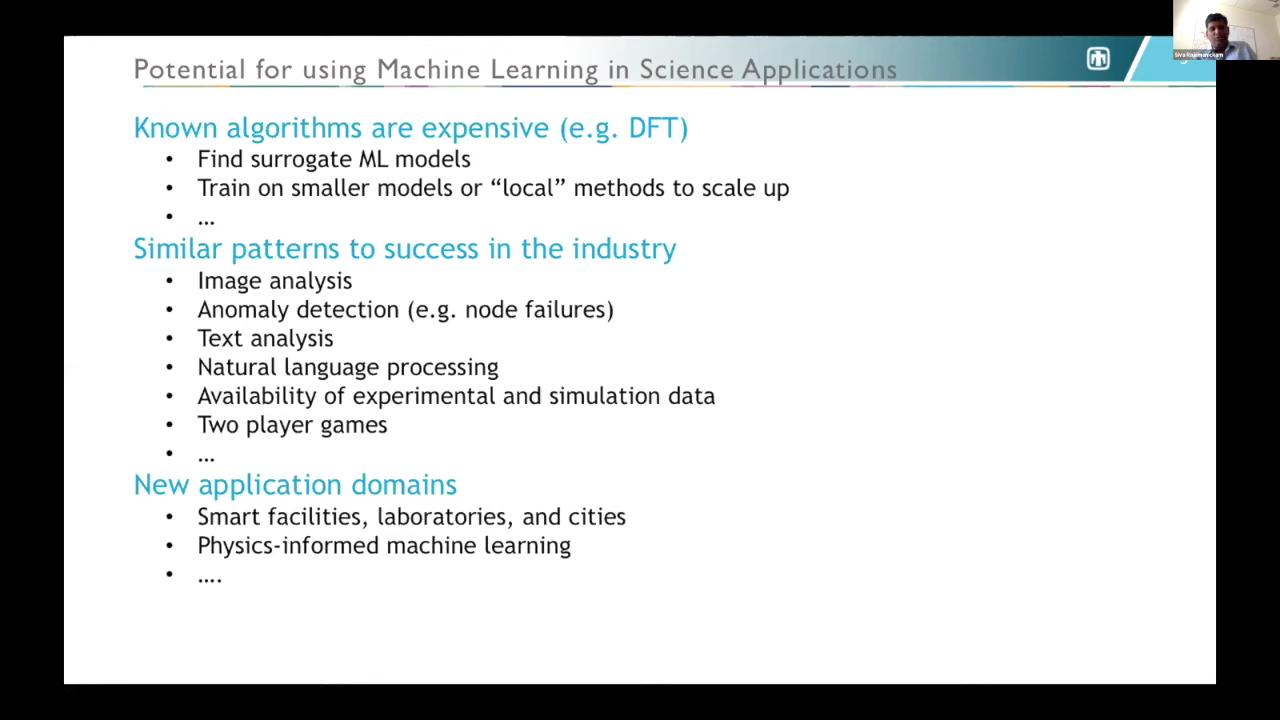 Siva Rajamanickam
Potential for using Machine Learning in Science Applications
Known algorithms are expensive (e.g. DFT)
• Find surrogate ML models
• Train on smaller models or “local” methods to scale up
• …
Similar patterns to success in the industry
• Image analysis
• Anomaly detection (e.g. node failures)
• Text analysis
• Natural language processing
• Availability of experimental and simulation data
• Two player games
• …
New application domains
• Smart facilities, laboratories, and cities
• Physics-informed machine learning
• ….